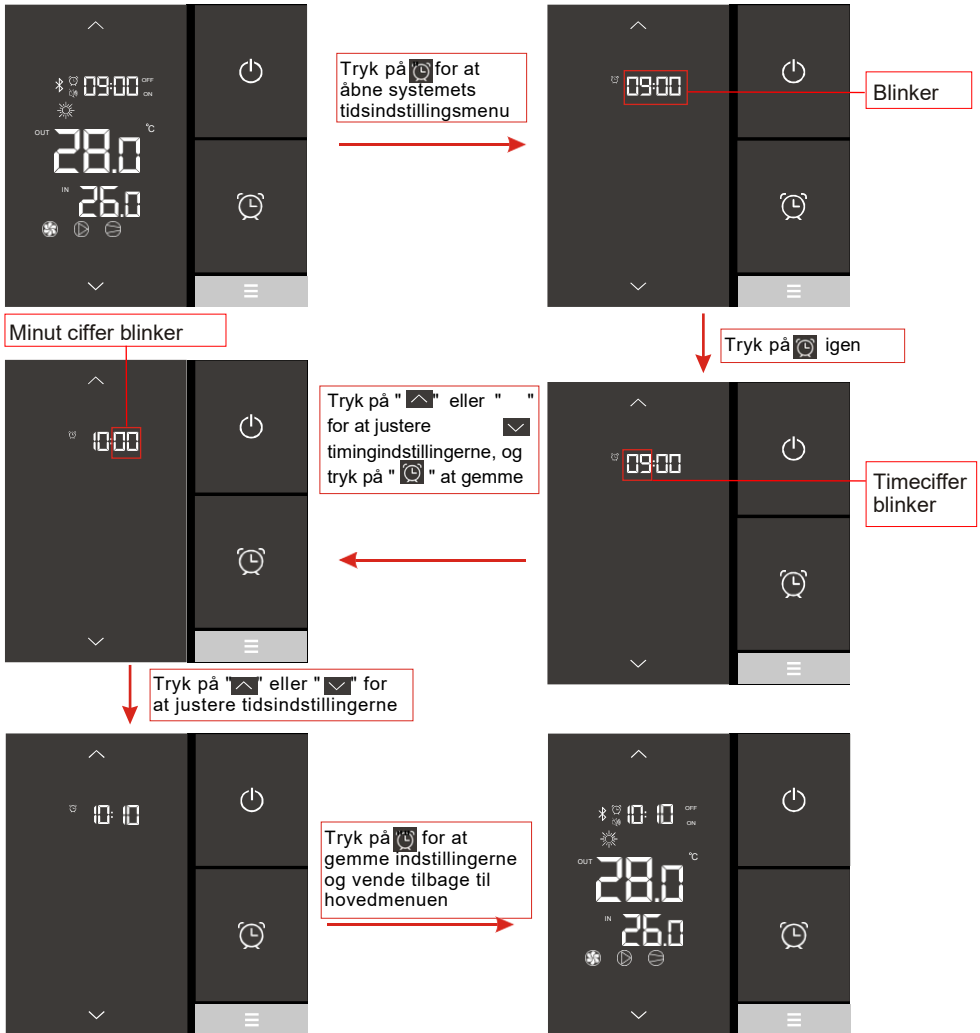 09:00
OFF
ON
OUT
28.0
°C
IN
26.0
Tryk på for at
åbne systemets
tidsindstillingsmenu
09:00
Blinker
Tryk på igen
09:00
Timeciffer
blinker
Tryk på " " eller " "
for at justere
timingindstillingerne, og
tryk på " " at gemme
Minut ciffer blinker
10:00
Tryk på " " eller " " for
at justere tidsindstillingerne
10:10
Tryk på for at
gemme indstillingerne
og vende tilbage til
hovedmenuen
10:10
OFF
ON
OUT
28.0
°C
IN
26.0